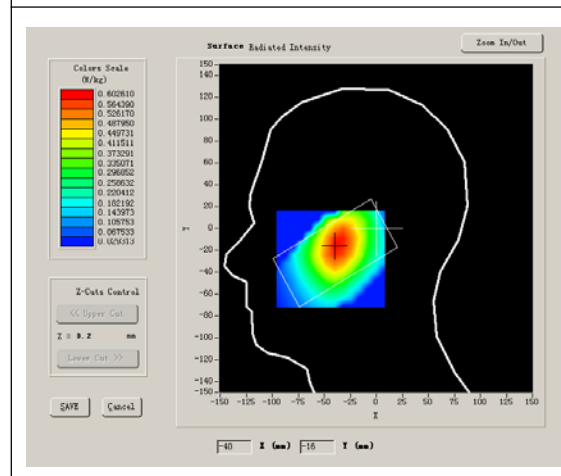 Surface Radiated Intensity
Zoom In/Out
Colors Scale
(W/kg)
0.602610
0.564390
0.526170
0.487950
0.449731
0.411511
0.373291
0.335071
0.296852
0.258632
0.220412
0.182192
0.143973
0.105753
0.067533
0.029313
Z-Cuts Control
<< Upper Cut
Z = 0.2 mm
Lower Cut >>
SAVE Cancel
150
140
120
100
80
60
40
20
0
-20
-40
-60
-80
-100
-120
-140
-150
Y
-150 -125 -100 -75 -50 -25 0 25 50 75 100 125 150
X
-40 X (mm) -16 Y (mm)